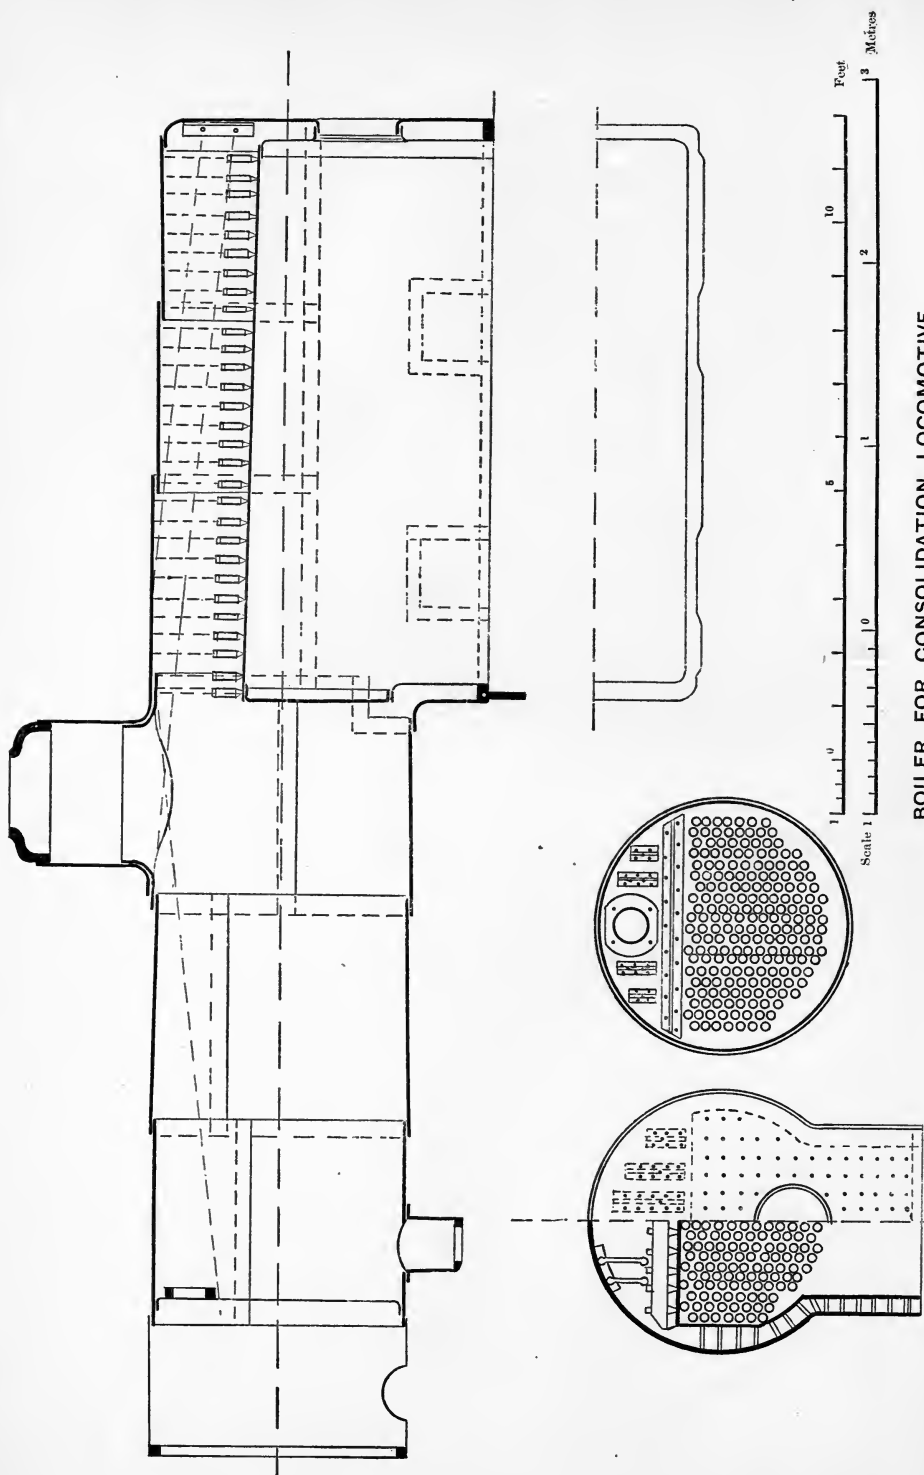 Feet
1 0 5 10
Metres
Scale 1 0 1 2 3
BOILER FOR CONSOLIDATION LOCOMOTIVE